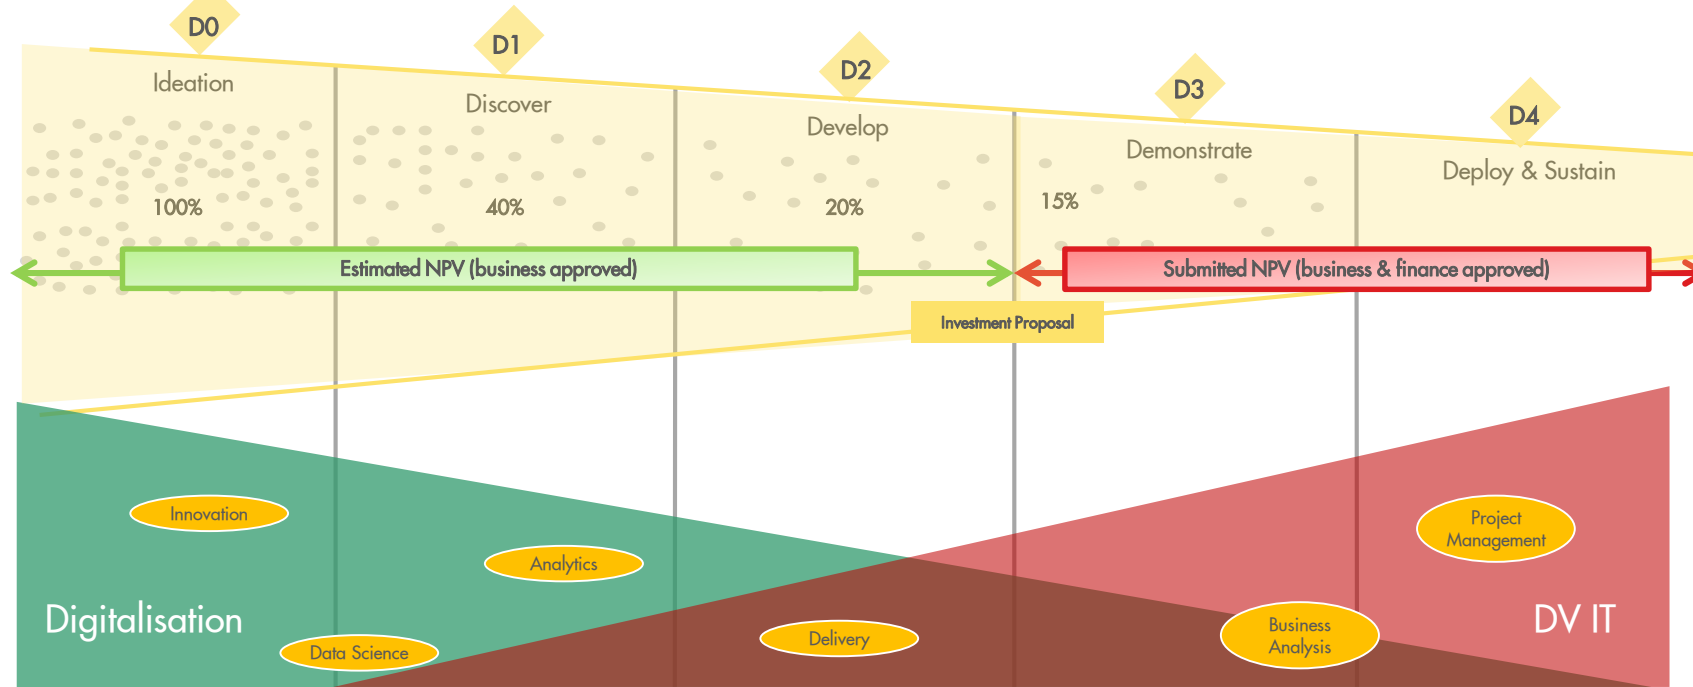 D0
D1
D2
D3
D4
Ideation
Discover
Develop
Demonstrate
Deploy & Sustain
100%
40%
20%
15%
Estimated NPV (business approved)
Submitted NPV (business & finance approved)
Investment Proposal
Innovation
Analytics
Data Science
Delivery
Business
Analysis
Project
Management
Digitalisation
DV IT